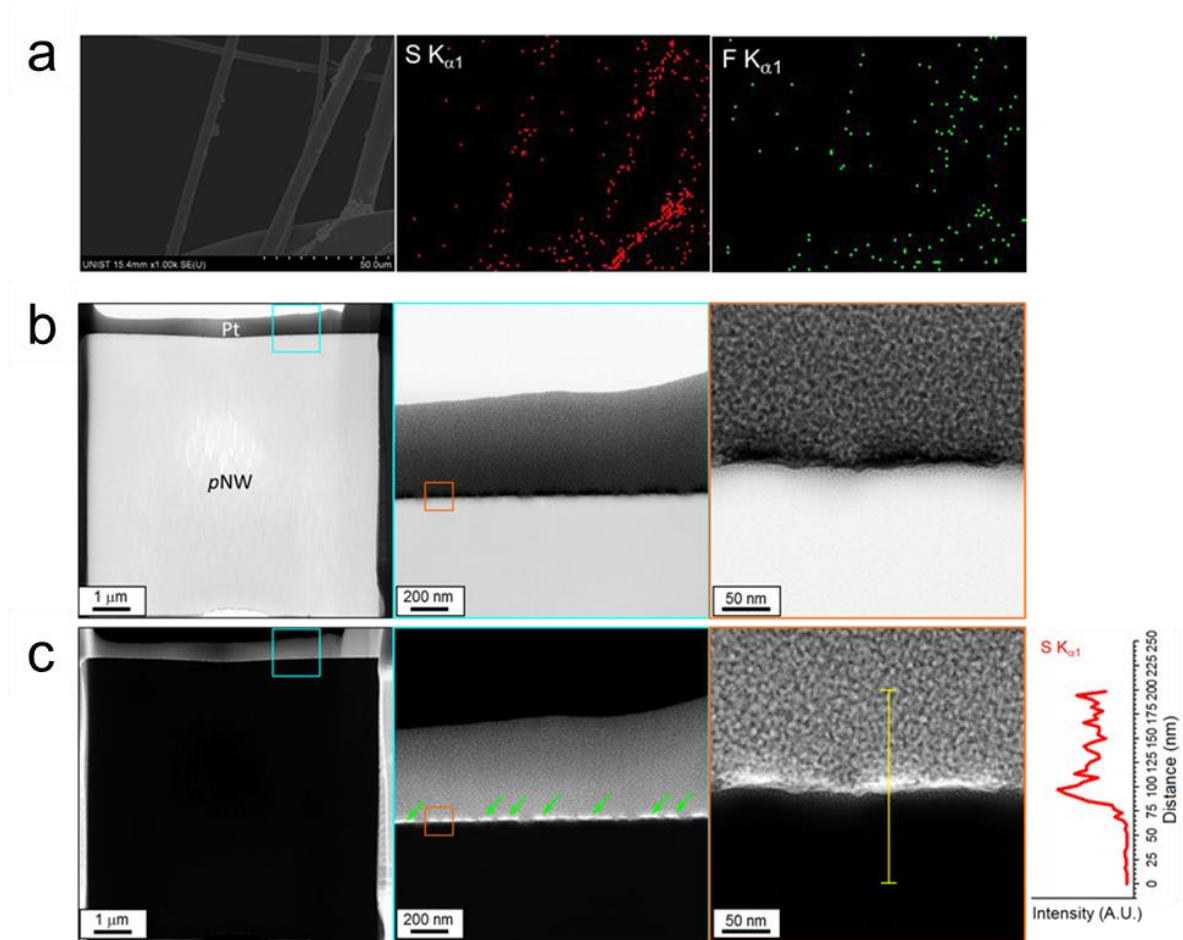 a
S Kα1
F Kα1
UNIST 15.4mm x1.00k SE(U)
50.0um
b
Pt
pNW
1 μm
200 nm
50 nm
c
1 μm
200 nm
50 nm
S Kα1
0 25 50 75 100 125 150 175 200 225 250
Distance (nm)
Intensity (A.U.)